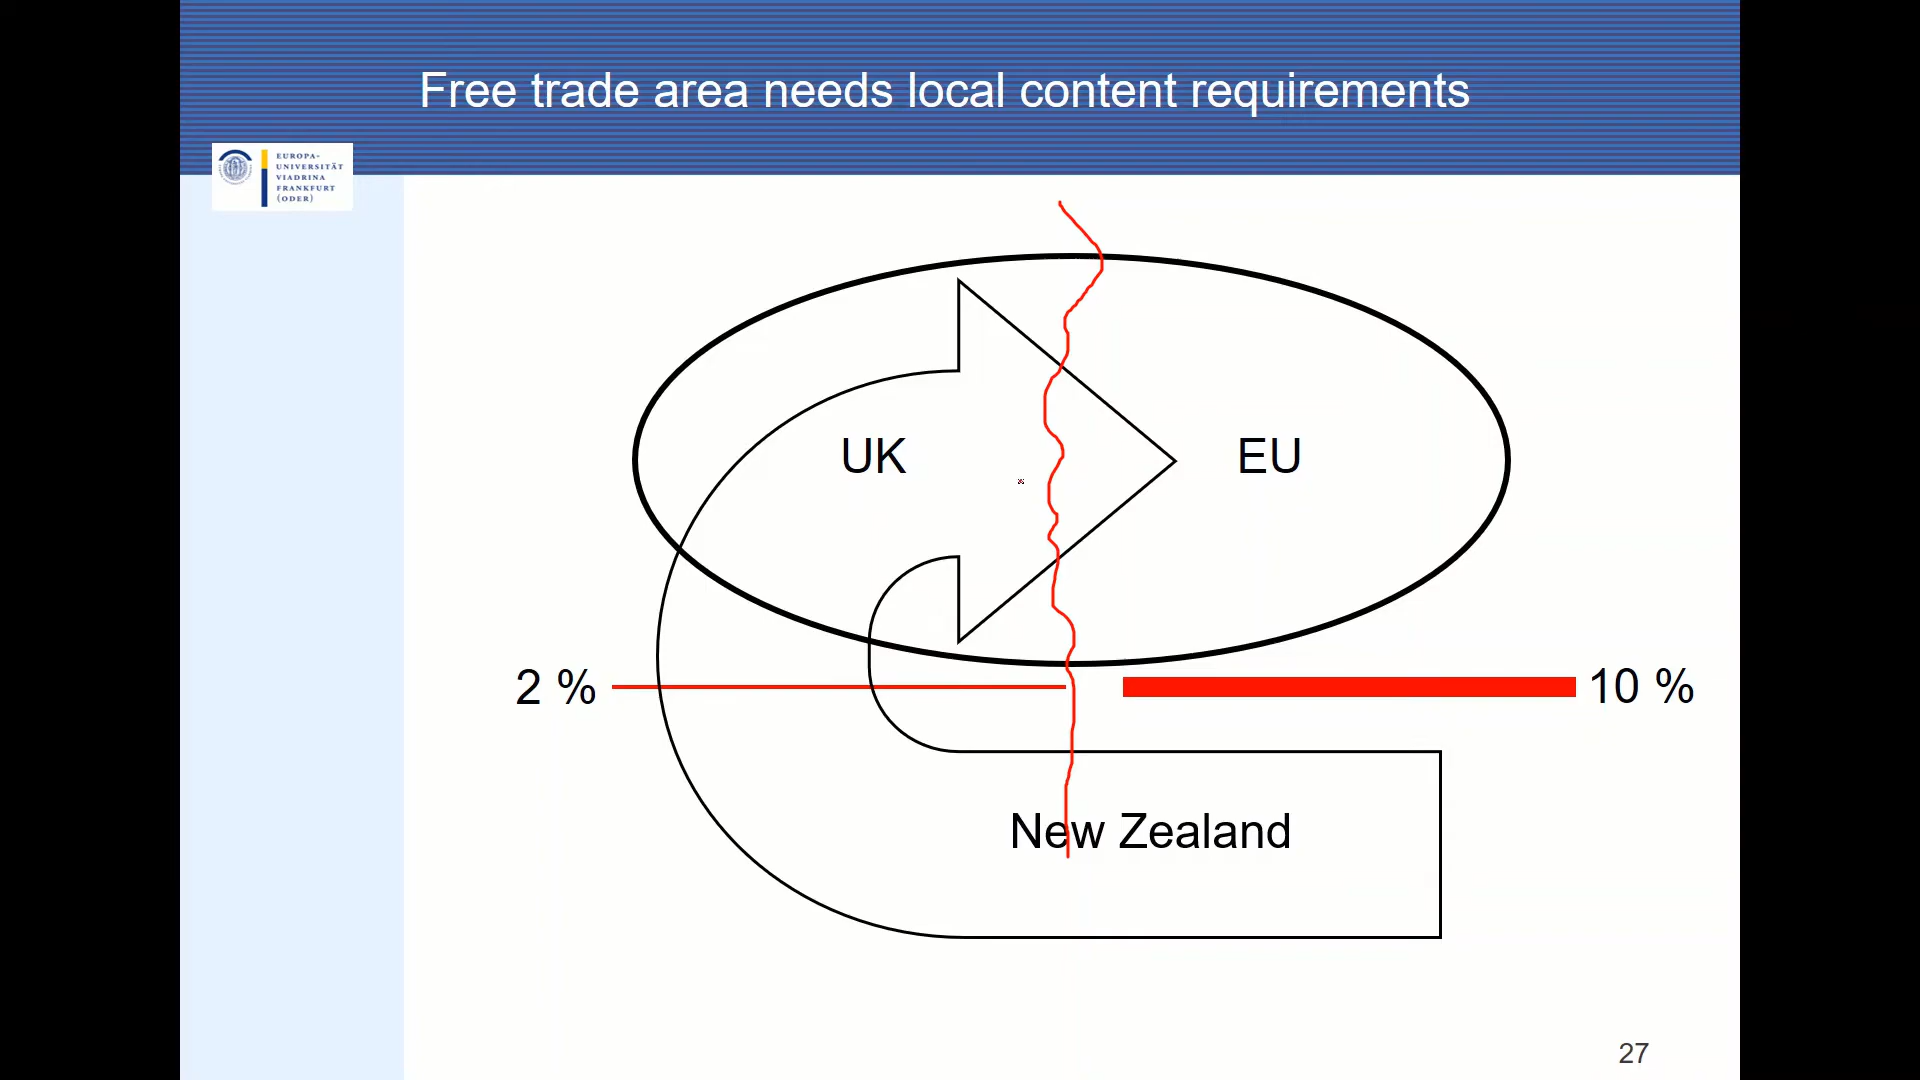 Free trade area needs local content requirements
EUROPA-
UNIVERSITÄT
VIADRINA
FRANKFURT
(ODER)
UK
EU
2 %
10 %
New Zealand
27